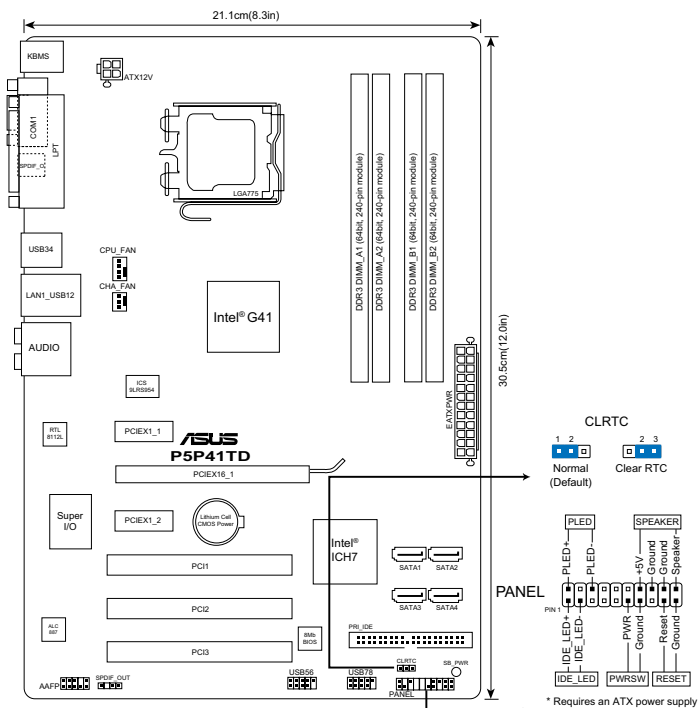 21.1cm(8.3in)
KBMS
ATX12V
COM1
LPT
SPDIF_O
LGA775
DDR3 DIMM_A1 (64bit, 240-pin module)
DDR3 DIMM_A2 (64bit, 240-pin module)
DDR3 DIMM_B1 (64bit, 240-pin module)
DDR3 DIMM_B2 (64bit, 240-pin module)
30.5cm(12.0in)
USB34
CPU_FAN
CHA_FAN
LAN1_USB12
Intel® G41
AUDIO
EATXPWR
ICS
9LRS954
RTL
8112L
PCIEX1_1
ASUS
P5P41TD
PCIEX16_1
Super
I/O
PCIEX1_2
Lithium Cell
CMOS Power
Intel®
ICH7
SATA1
SATA2
SATA3
SATA4
PCI1
PCI2
PCI3
ALC
887
8Mb
BIOS
PRI_IDE
AAFP
SPDIF_OUT
USB56
USB78
CLRTC
SB_PWR
PANEL
CLRTC
1 2
2 3
Normal
(Default)
Clear RTC
PANEL
PLED
SPEAKER
PLED+
PLED-
+5V
Ground
Ground
Speaker-
PIN 1
IDE_LED+
IDE_LED-
PWR
Ground
Reset
Ground
IDE_LED
PWRSW
RESET
* Requires an ATX power supply